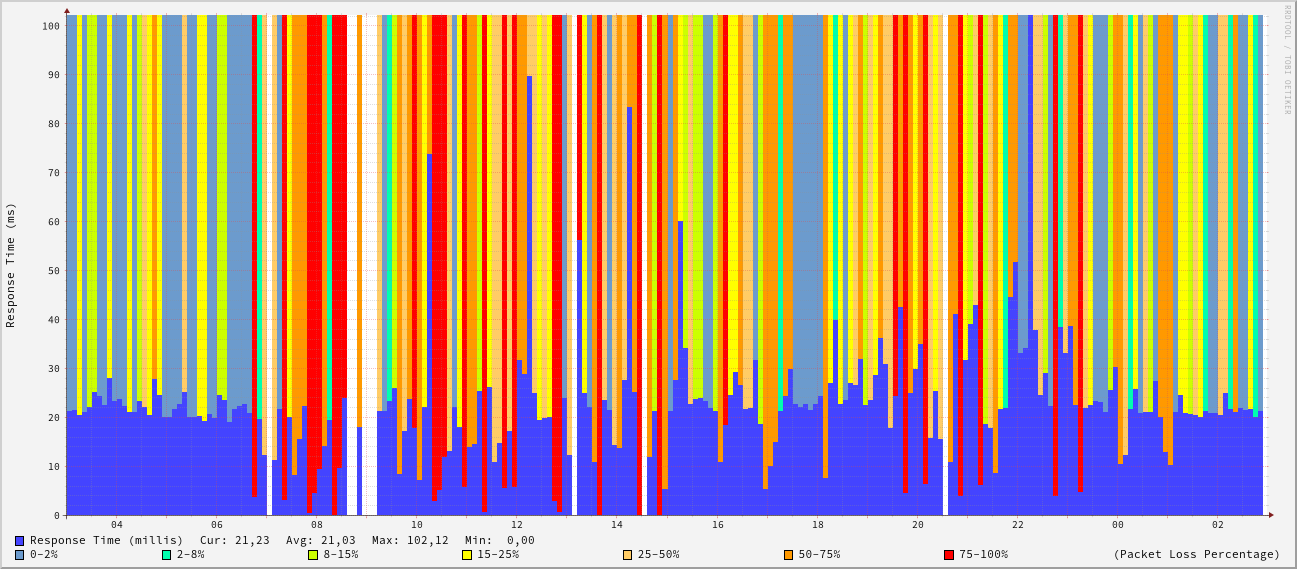 100
90
80
70
60
50
40
30
20
10
0
Response Time (ms)
04 06 08 10 12 14 16 18 20 22 00 02
RRDTOOL / TOBI OETIKER
Response Time (millis) Cur: 21,23 Avg: 21,03 Max: 102,12 Min: 0,00
0-2% 2-8% 8-15% 15-25% 25-50% 50-75% 75-100% (Packet Loss Percentage)